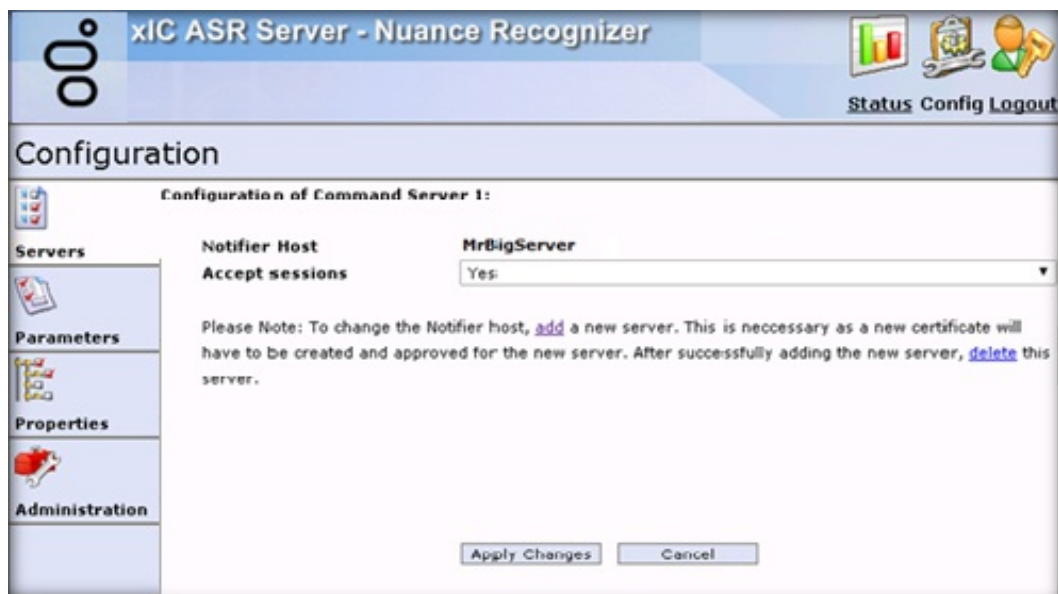 xIC ASR Server - Nuance Recognizer
Status Config Logout
Configuration
Servers
Parameters
Properties
Administration
Configuration of Command Server 1:
Notifier Host MrBigServer
Accept sessions Yes
Please Note: To change the Notifier host, add a new server. This is neccessary as a new certificate will
have to be created and approved for the new server. After successfully adding the new server, delete this
server.
Apply Changes Cancel